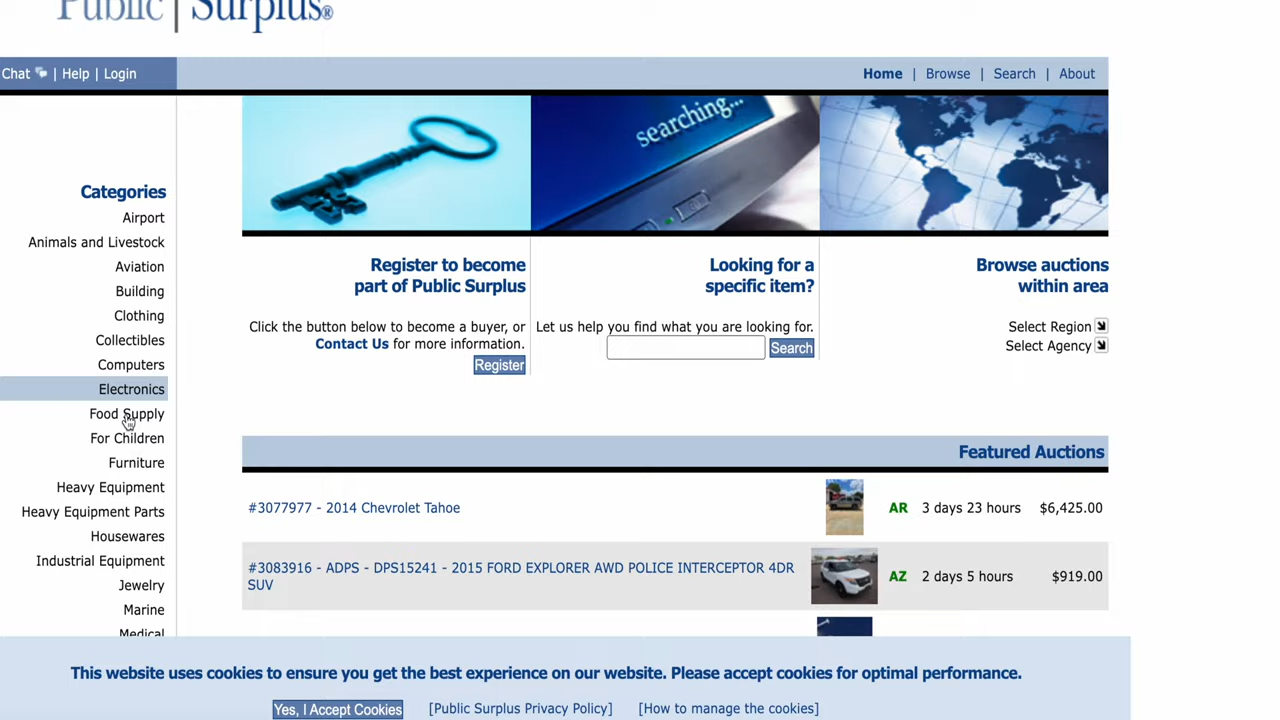 Public | Surplus®
Chat | Help | Login
Home | Browse | Search | About
searching...
Categories
Airport
Animals and Livestock
Aviation
Building
Clothing
Collectibles
Computers
Electronics
Food Supply
For Children
Furniture
Heavy Equipment
Heavy Equipment Parts
Housewares
Industrial Equipment
Jewelry
Marine
Medical
Register to become
part of Public Surplus
Click the button below to become a buyer, or
Contact Us for more information.
Register
Looking for a
specific item?
Let us help you find what you are looking for.
Search
Browse auctions
within area
Select Region
Select Agency
Featured Auctions
#3077977 - 2014 Chevrolet Tahoe AR 3 days 23 hours $6,425.00
#3083916 - ADPS - DPS15241 - 2015 FORD EXPLORER AWD POLICE INTERCEPTOR 4DR
SUV AZ 2 days 5 hours $919.00
This website uses cookies to ensure you get the best experience on our website. Please accept cookies for optimal performance.
Yes, I Accept Cookies [Public Surplus Privacy Policy] [How to manage the cookies]